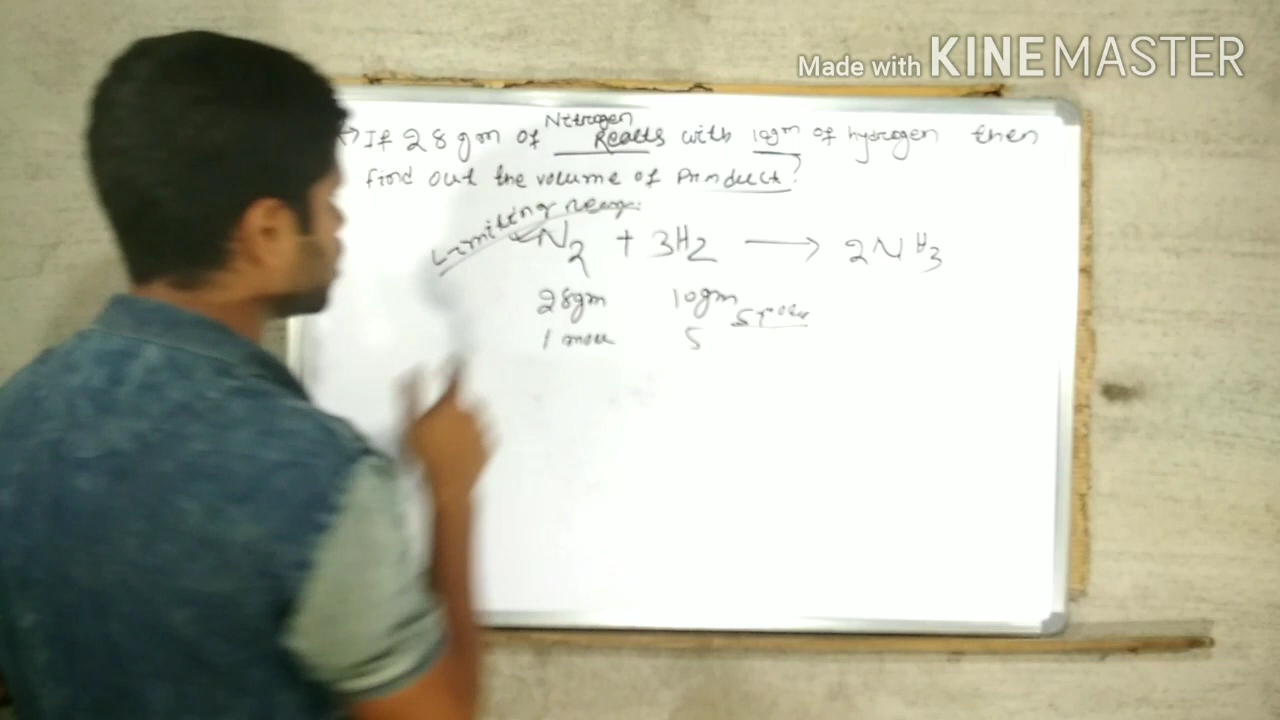 Made with KINEMASTER
→ If 28 gm of Nitrogen Reacts with 10gm of hydrogen then
find out the volume of Product?
Limiting
N2 + 3H2 → 2NH3
28gm 10gm
1 mole 5